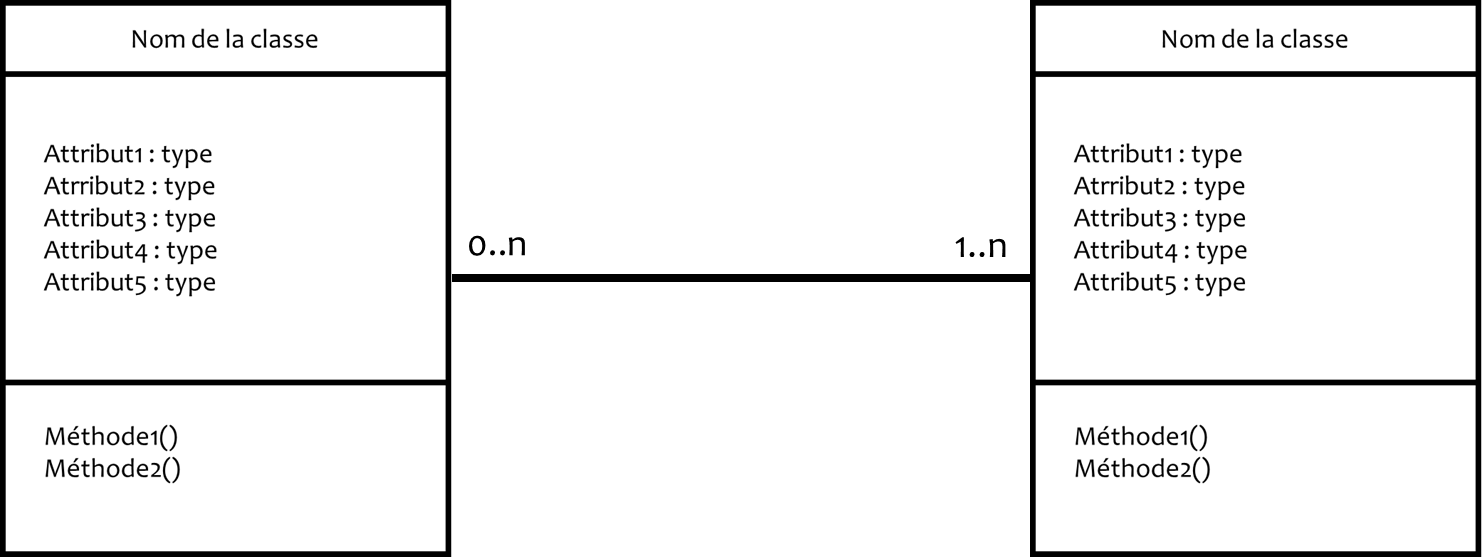 Nom de la classe
Attribut1 : type
Atrribut2 : type
Attribut3 : type
Attribut4 : type
Attribut5 : type
Méthode1()
Méthode2()
0..n
1..n
Nom de la classe
Attribut1 : type
Atrribut2 : type
Attribut3 : type
Attribut4 : type
Attribut5 : type
Méthode1()
Méthode2()